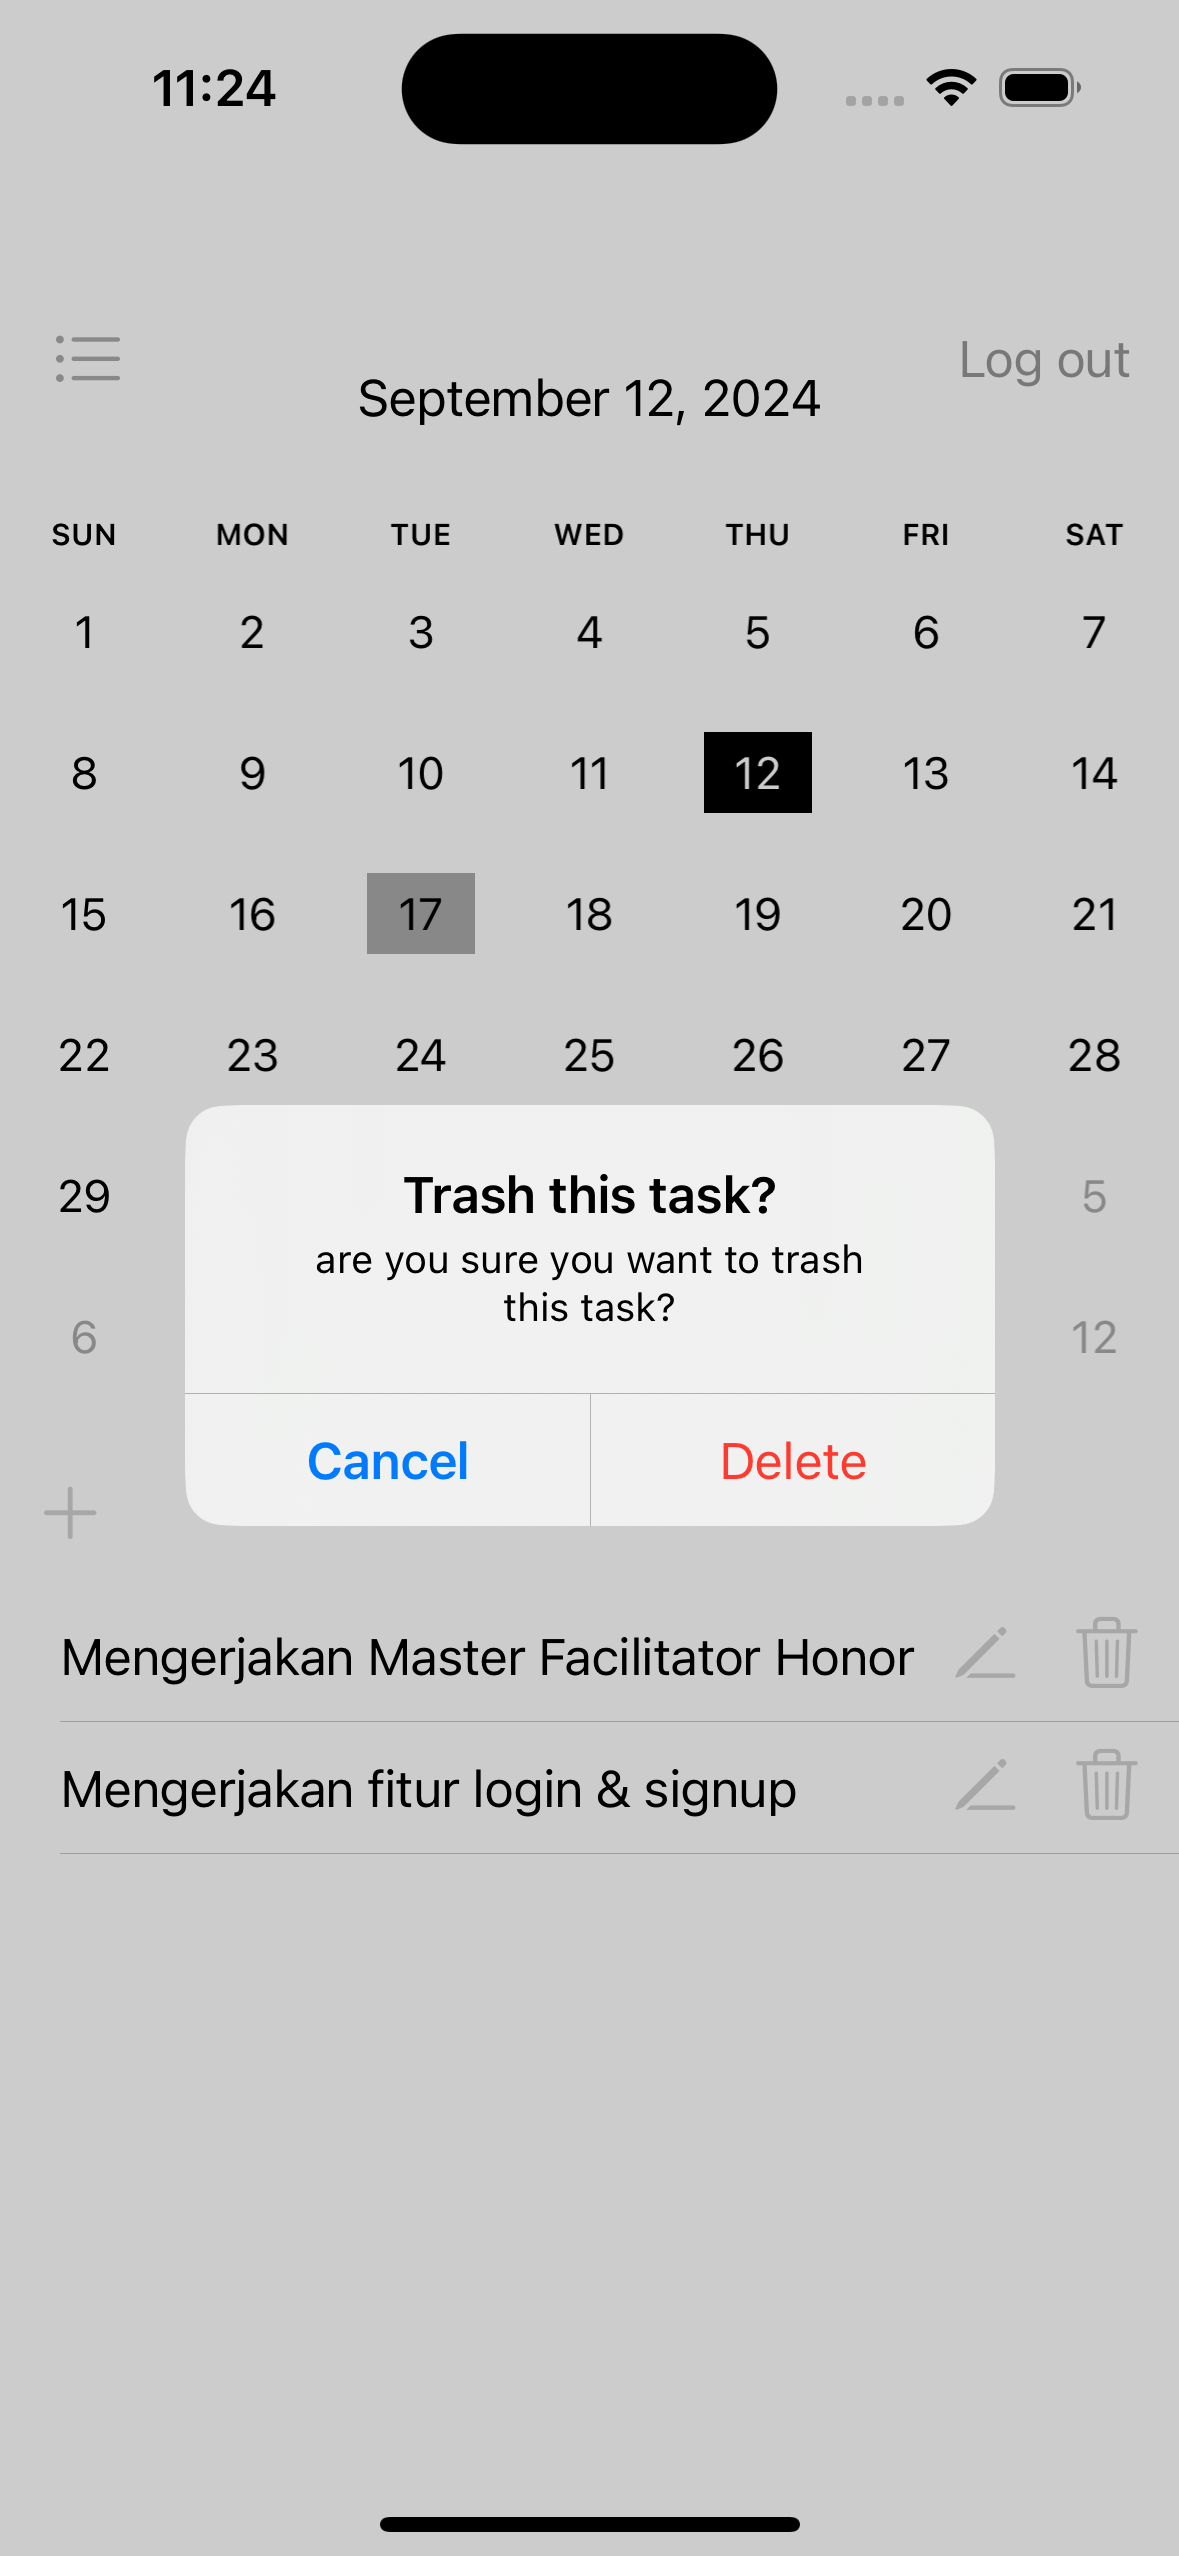 11:24
Log out
September 12, 2024
SUN MON TUE WED THU FRI SAT
1 2 3 4 5 6 7
8 9 10 11 12 13 14
15 16 17 18 19 20 21
22 23 24 25 26 27 28
29 5
6 12
Trash this task?
are you sure you want to trash
this task?
Cancel Delete
Mengerjakan Master Facilitator Honor
Mengerjakan fitur login & signup